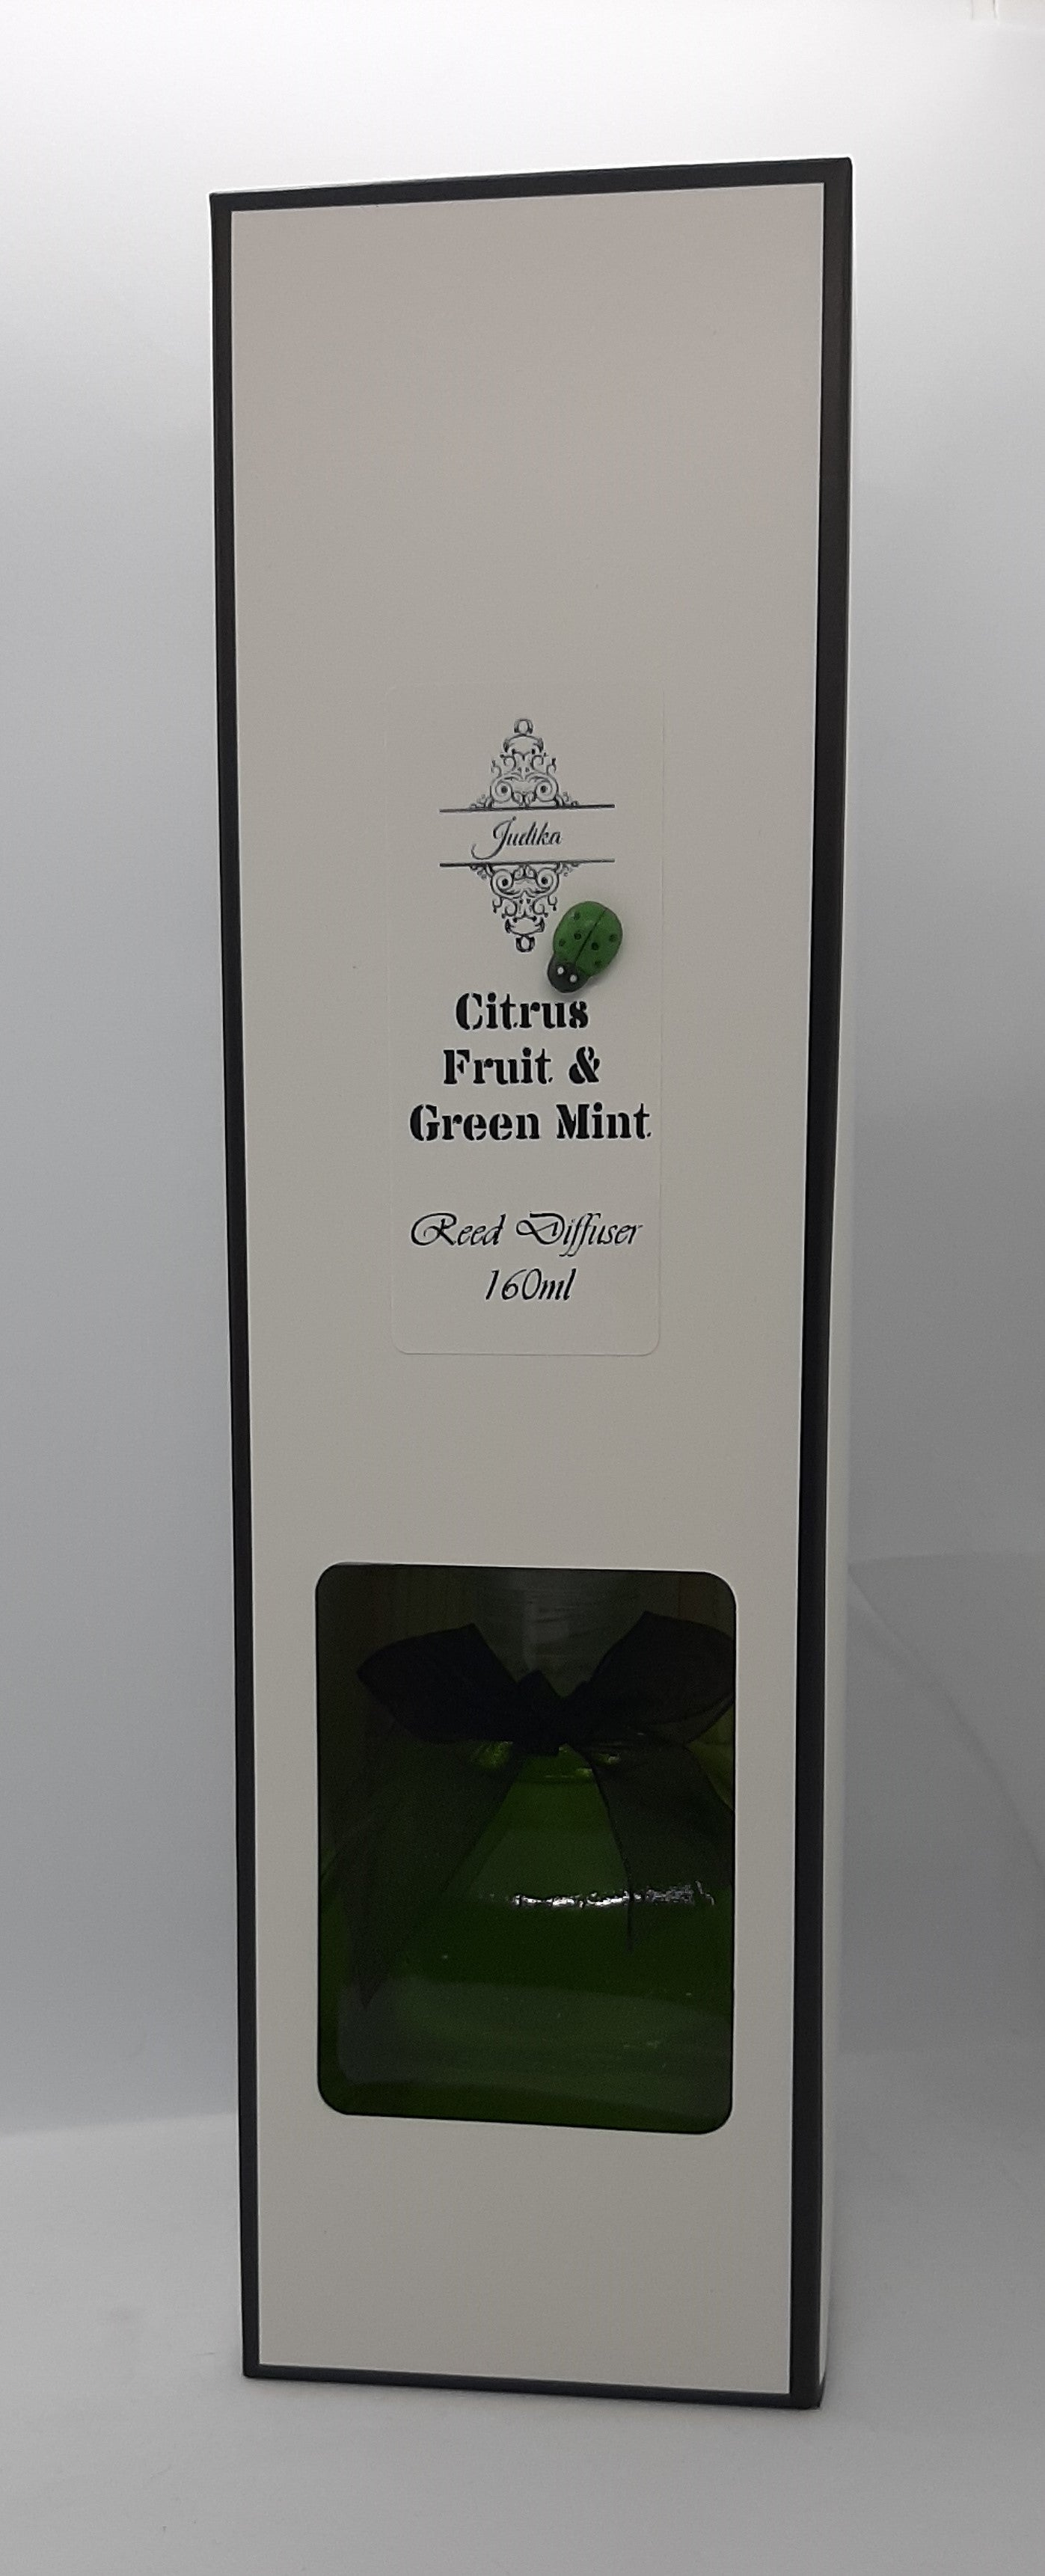 Judika
Citrus
Fruit &
Green Mint
Reed Diffuser
160ml